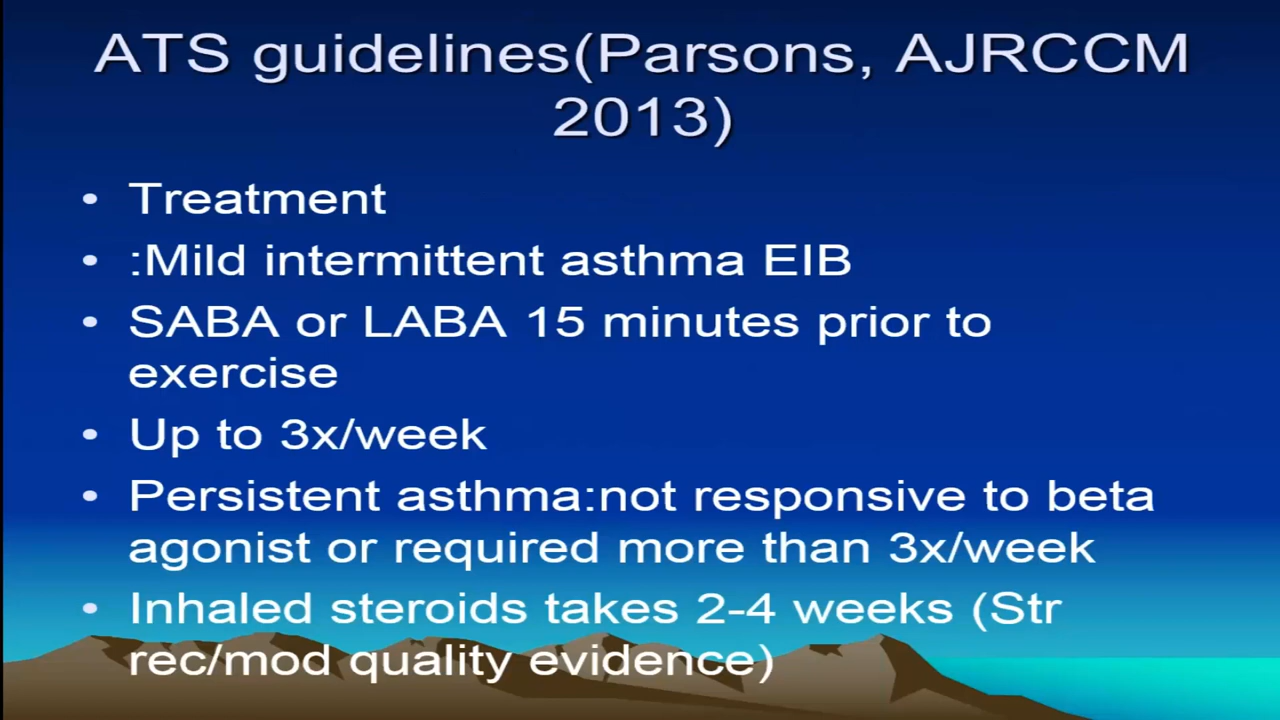 ATS guidelines(Parsons, AJRCCM
2013)
• Treatment
• :Mild intermittent asthma EIB
• SABA or LABA 15 minutes prior to
exercise
• Up to 3x/week
• Persistent asthma:not responsive to beta
agonist or required more than 3x/week
• Inhaled steroids takes 2-4 weeks (Str
rec/mod quality evidence)